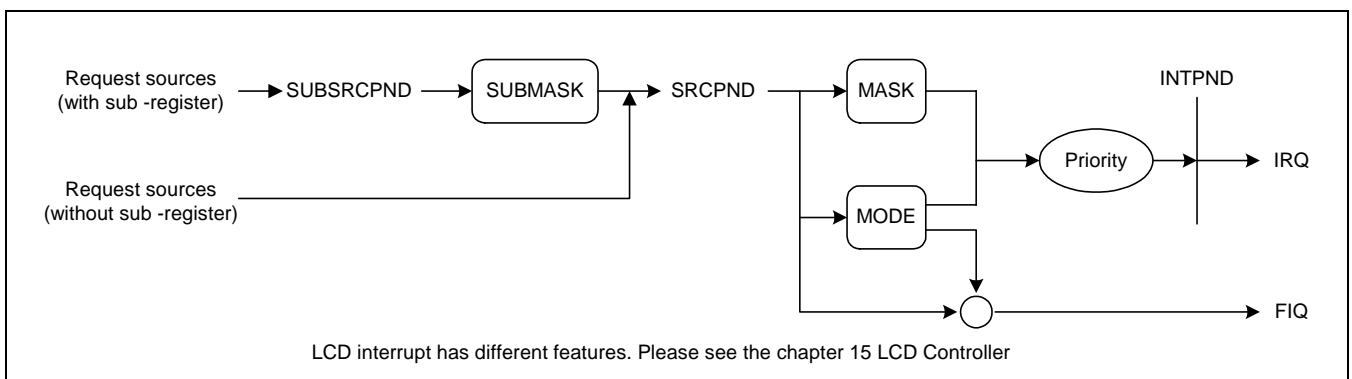 Request sources
(with sub -register)
SUBSRCPND
SUBMASK
SRCPND
MASK
INTPND
Priority
IRQ
Request sources
(without sub -register)
MODE
FIQ
LCD interrupt has different features. Please see the chapter 15 LCD Controller